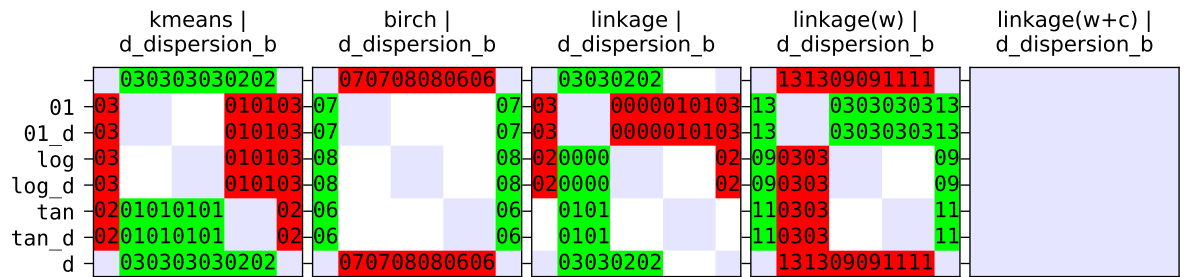 kmeans | birch | linkage | linkage(w) | linkage(w+c) |
d_dispersion_b d_dispersion_b d_dispersion_b d_dispersion_b d_dispersion_b
030303030202 070708080606 03030202 131309091111
01 03 010103 07 07 03 0000010103 13 0303030313
01_d 03 010103 07 07 03 0000010103 13 0303030313
log 03 010103 08 08 02 0000 02 09 0303 09
log_d 03 010103 08 08 02 0000 02 09 0303 09
tan 02 01010101 02 06 06 0101 11 0303 11
tan_d 02 01010101 02 06 06 0101 11 0303 11
d 030303030202 070708080606 03030202 131309091111